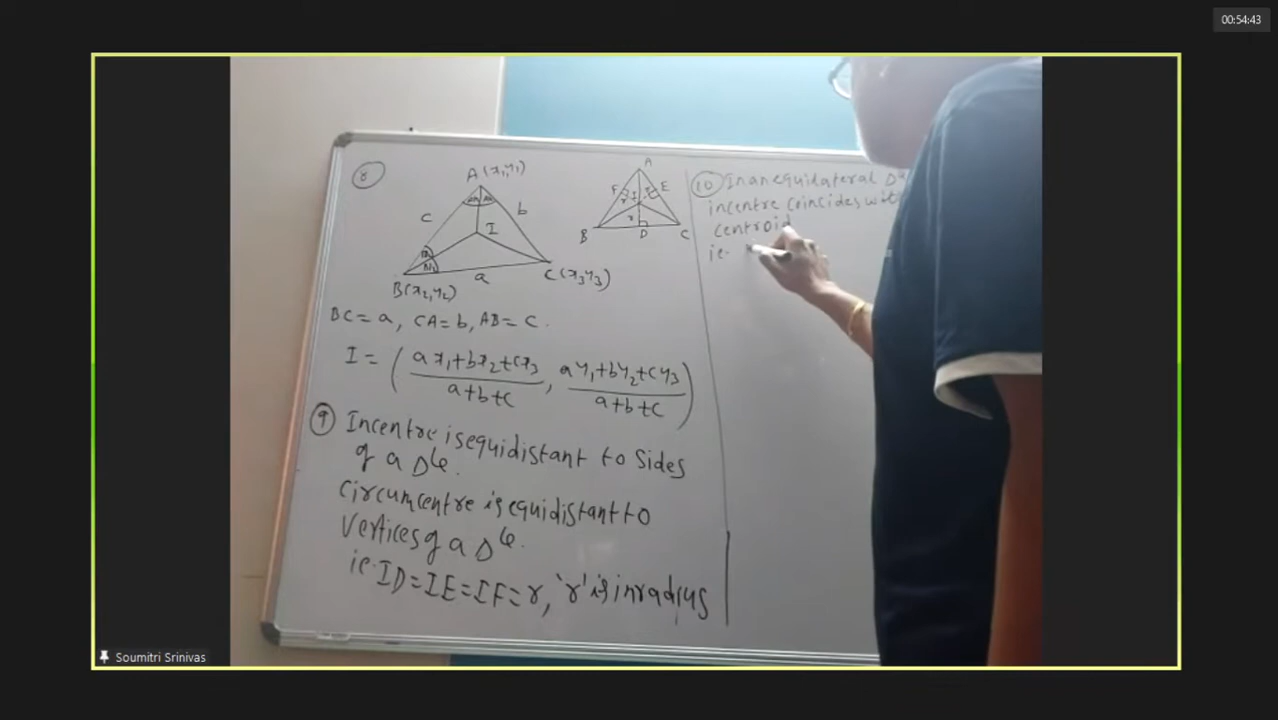 00:54:43
8
A (x₁,y₁)
c
b
I
a
B(x₂,y₂)
C (x₃,y₃)
A
F
E
I
r
r
r
B
D
C
BC = a, CA = b, AB = c.
I = ( ax₁+bx₂+cx₃ / a+b+c , ay₁+by₂+cy₃ / a+b+c )
9 Incentre is equidistant to sides
of a Δle.
Circumcentre is equidistant to
Vertices of a Δle.
ie. ID = IE = IF = r, 'r' is inradius
10 In an equilateral
incentre coincides with
centroid
ie.
Soumitri Srinivas